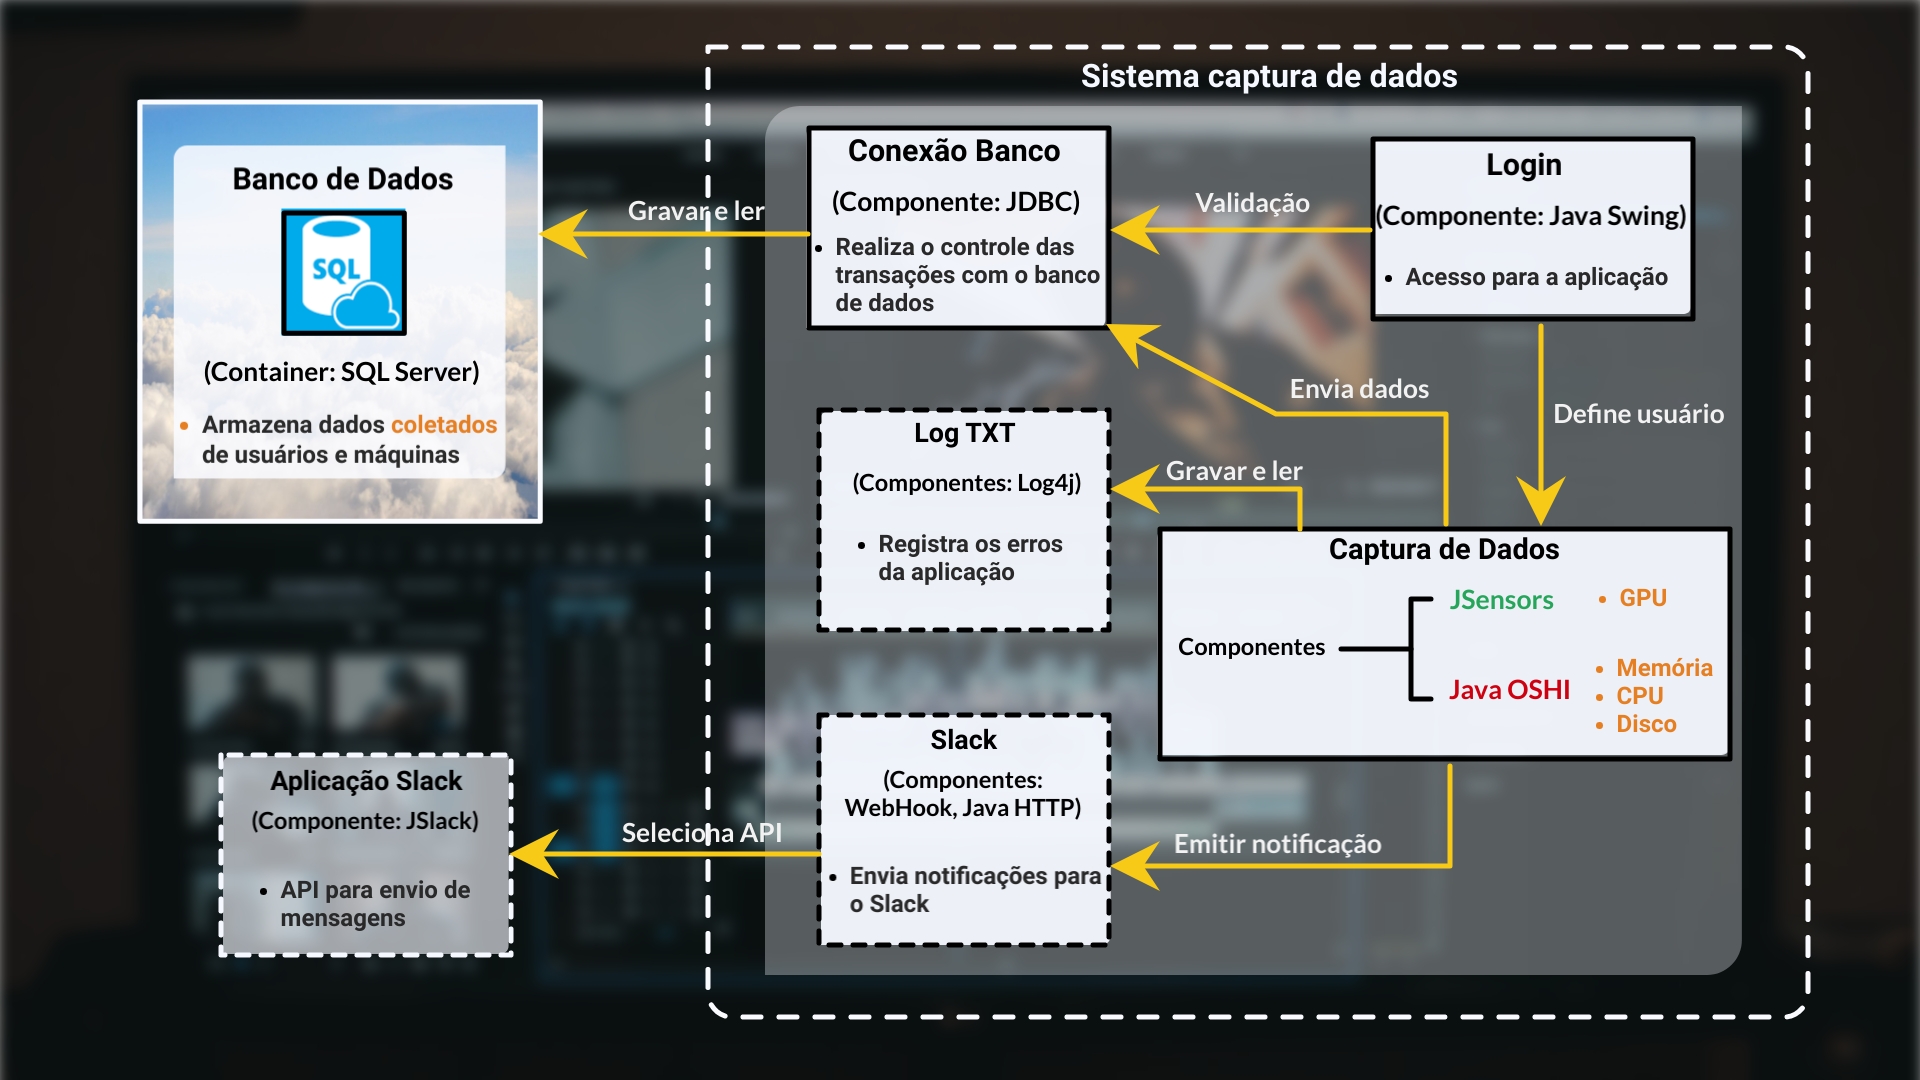 Sistema captura de dados
Banco de Dados
SQL
(Container: SQL Server)
• Armazena dados coletados
de usuários e máquinas
Gravar e ler
Conexão Banco
(Componente: JDBC)
• Realiza o controle das
transações com o banco
de dados
Validação
Login
(Componente: Java Swing)
• Acesso para a aplicação
Envia dados
Define usuário
Log TXT
(Componentes: Log4j)
• Registra os erros
da aplicação
Gravar e ler
Captura de Dados
Componentes
JSensors
• GPU
Java OSHI
• Memória
• CPU
• Disco
Slack
(Componentes:
WebHook, Java HTTP)
• Envia notificações para
o Slack
Emitir notificação
Seleciona API
Aplicação Slack
(Componente: JSlack)
• API para envio de
mensagens